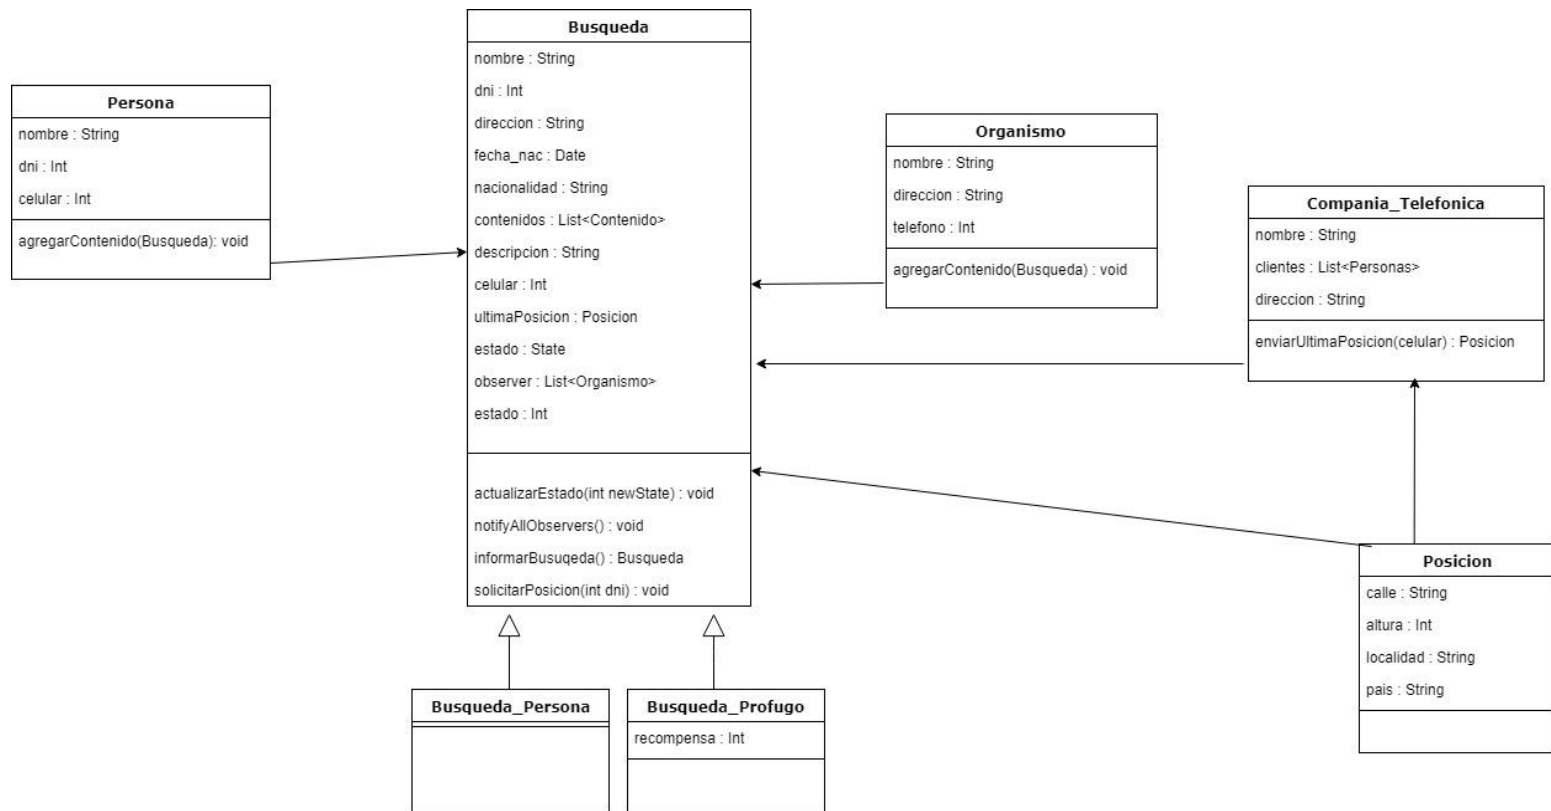 Busqueda
nombre : String
dni : Int
direccion : String
fecha_nac : Date
nacionalidad : String
contenidos : List<Contenido>
descripcion : String
celular : Int
ultimaPosicion : Posicion
estado : State
observer : List<Organismo>
estado : Int
actualizarEstado(int newState) : void
notifyAllObservers() : void
informarBusuqeda() : Busqueda
solicitarPosicion(int dni) : void
Persona
nombre : String
dni : Int
celular : Int
agregarContenido(Busqueda): void
Organismo
nombre : String
direccion : String
telefono : Int
agregarContenido(Busqueda) : void
Compania_Telefonica
nombre : String
clientes : List<Personas>
direccion : String
enviarUltimaPosicion(celular) : Posicion
Posicion
calle : String
altura : Int
localidad : String
pais : String
Busqueda_Persona
Busqueda_Profugo
recompensa : Int